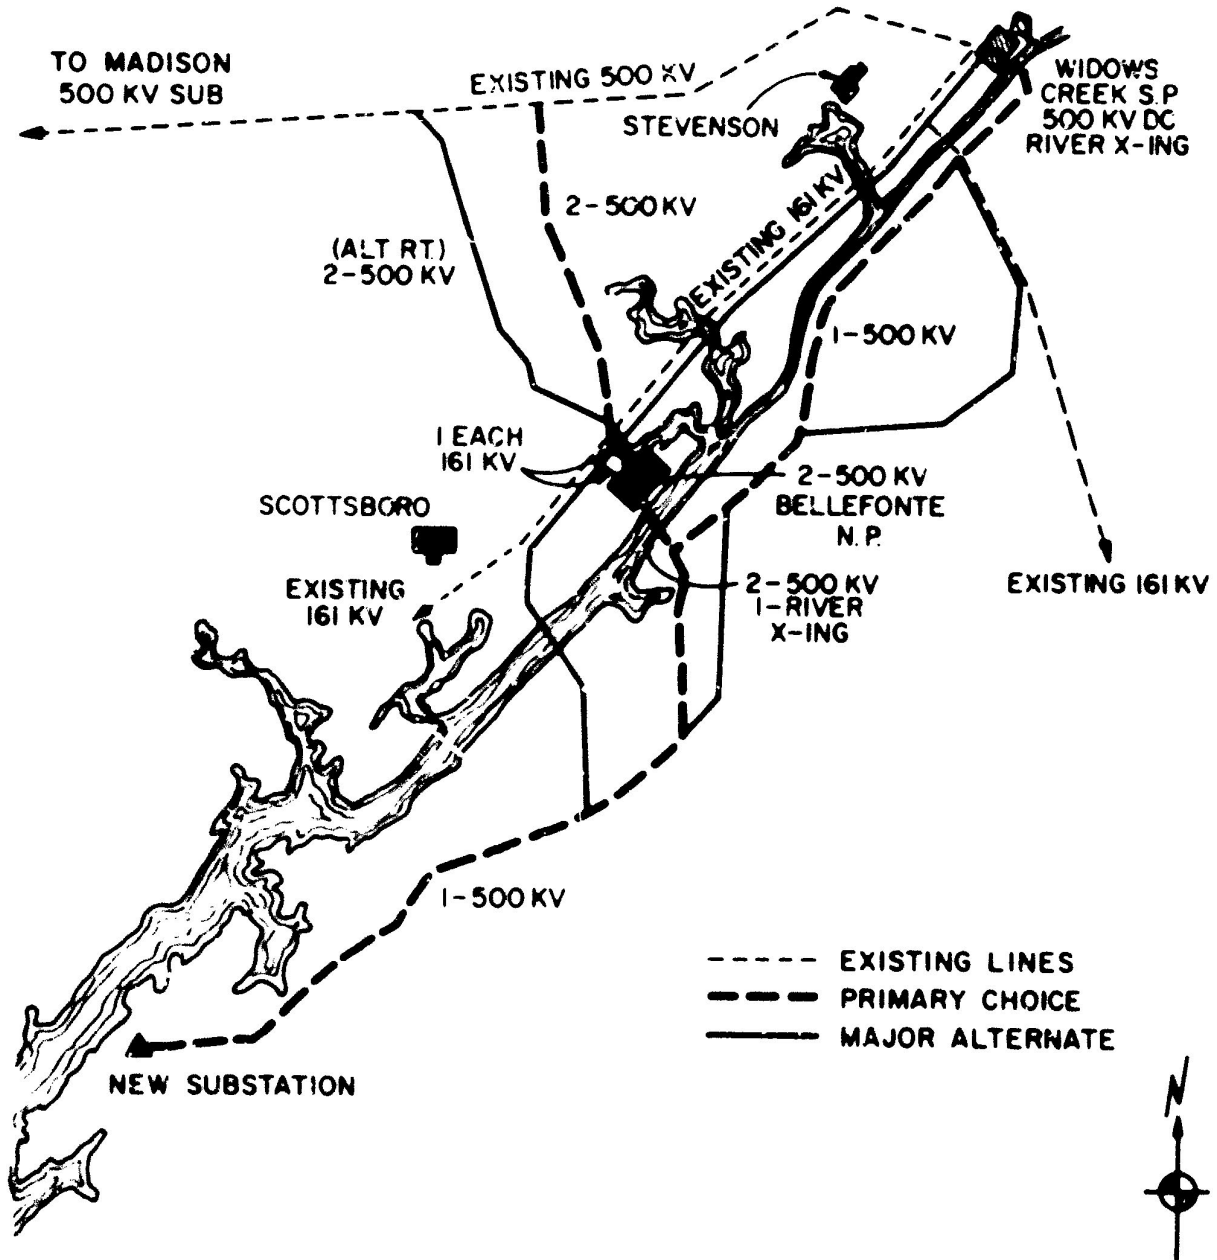 TO MADISON
500 KV SUB
EXISTING 500 KV
STEVENSON
WIDOWS
CREEK S.P
500 KV DC
RIVER X-ING
2-500 KV
(ALT RT.)
2-500 KV
EXISTING 161 KV
1-500 KV
1 EACH
161 KV
SCOTTSBORO
2-500 KV
BELLEFONTE
N.P.
EXISTING
161 KV
2-500 KV
1-RIVER
X-ING
EXISTING 161 KV
1-500 KV
EXISTING LINES
PRIMARY CHOICE
MAJOR ALTERNATE
NEW SUBSTATION
N